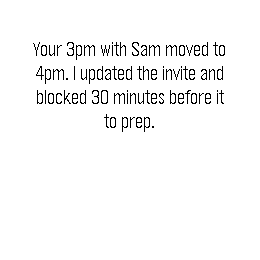 Your 3pm with Sam moved to
4pm. I updated the invite and
blocked 30 minutes before it
to prep.